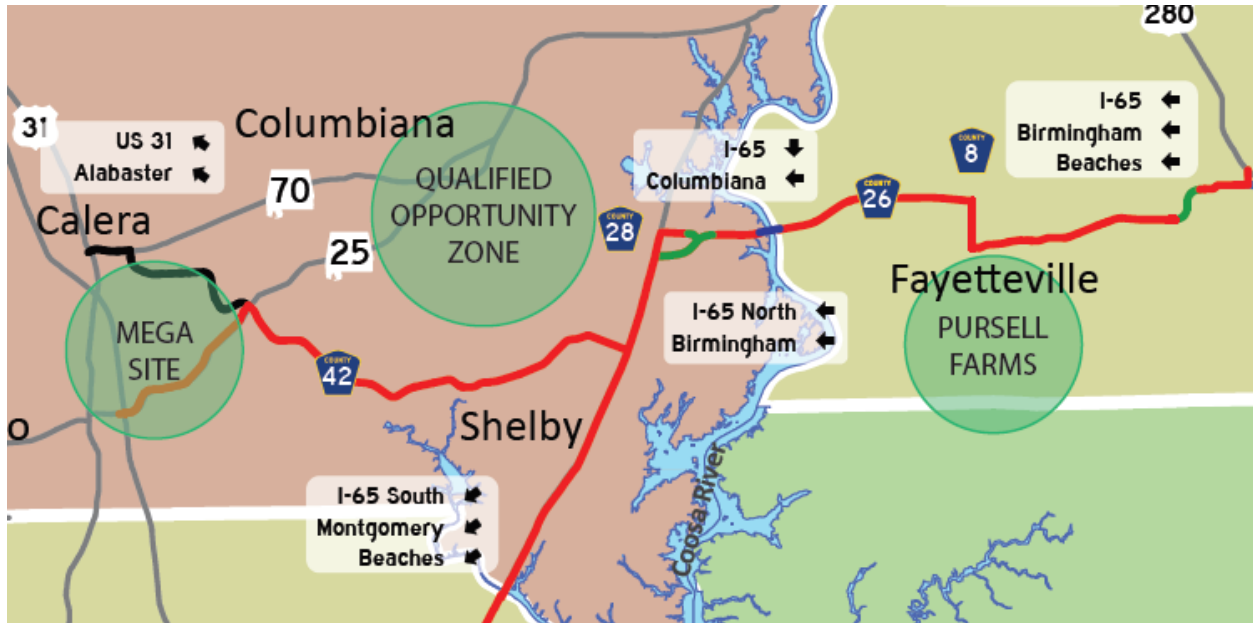 280
31
US 31
Alabaster
Columbiana
70
QUALIFIED
OPPORTUNITY
ZONE
I-65
Columbiana
COUNTY
8
I-65
Birmingham
Beaches
COUNTY
26
COUNTY
28
Calera
25
Fayetteville
MEGA
SITE
I-65 North
Birmingham
PURSELL
FARMS
COUNTY
42
Shelby
o
I-65 South
Montgomery
Beaches
Coosa River